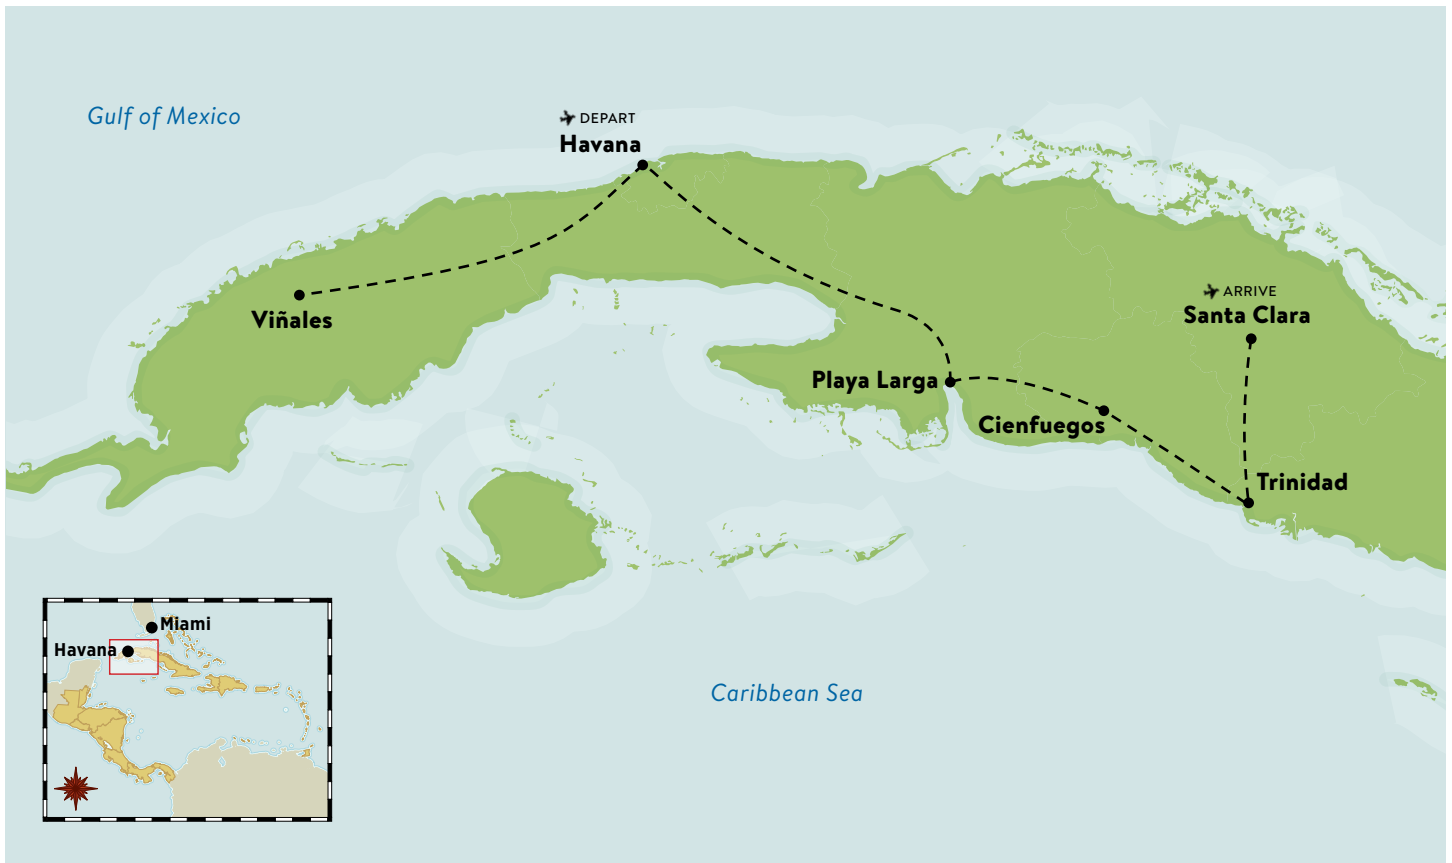 Gulf of Mexico
DEPART
Havana
ARRIVE
Santa Clara
Viñales
Playa Larga
Cienfuegos
Trinidad
Miami
Havana
Caribbean Sea